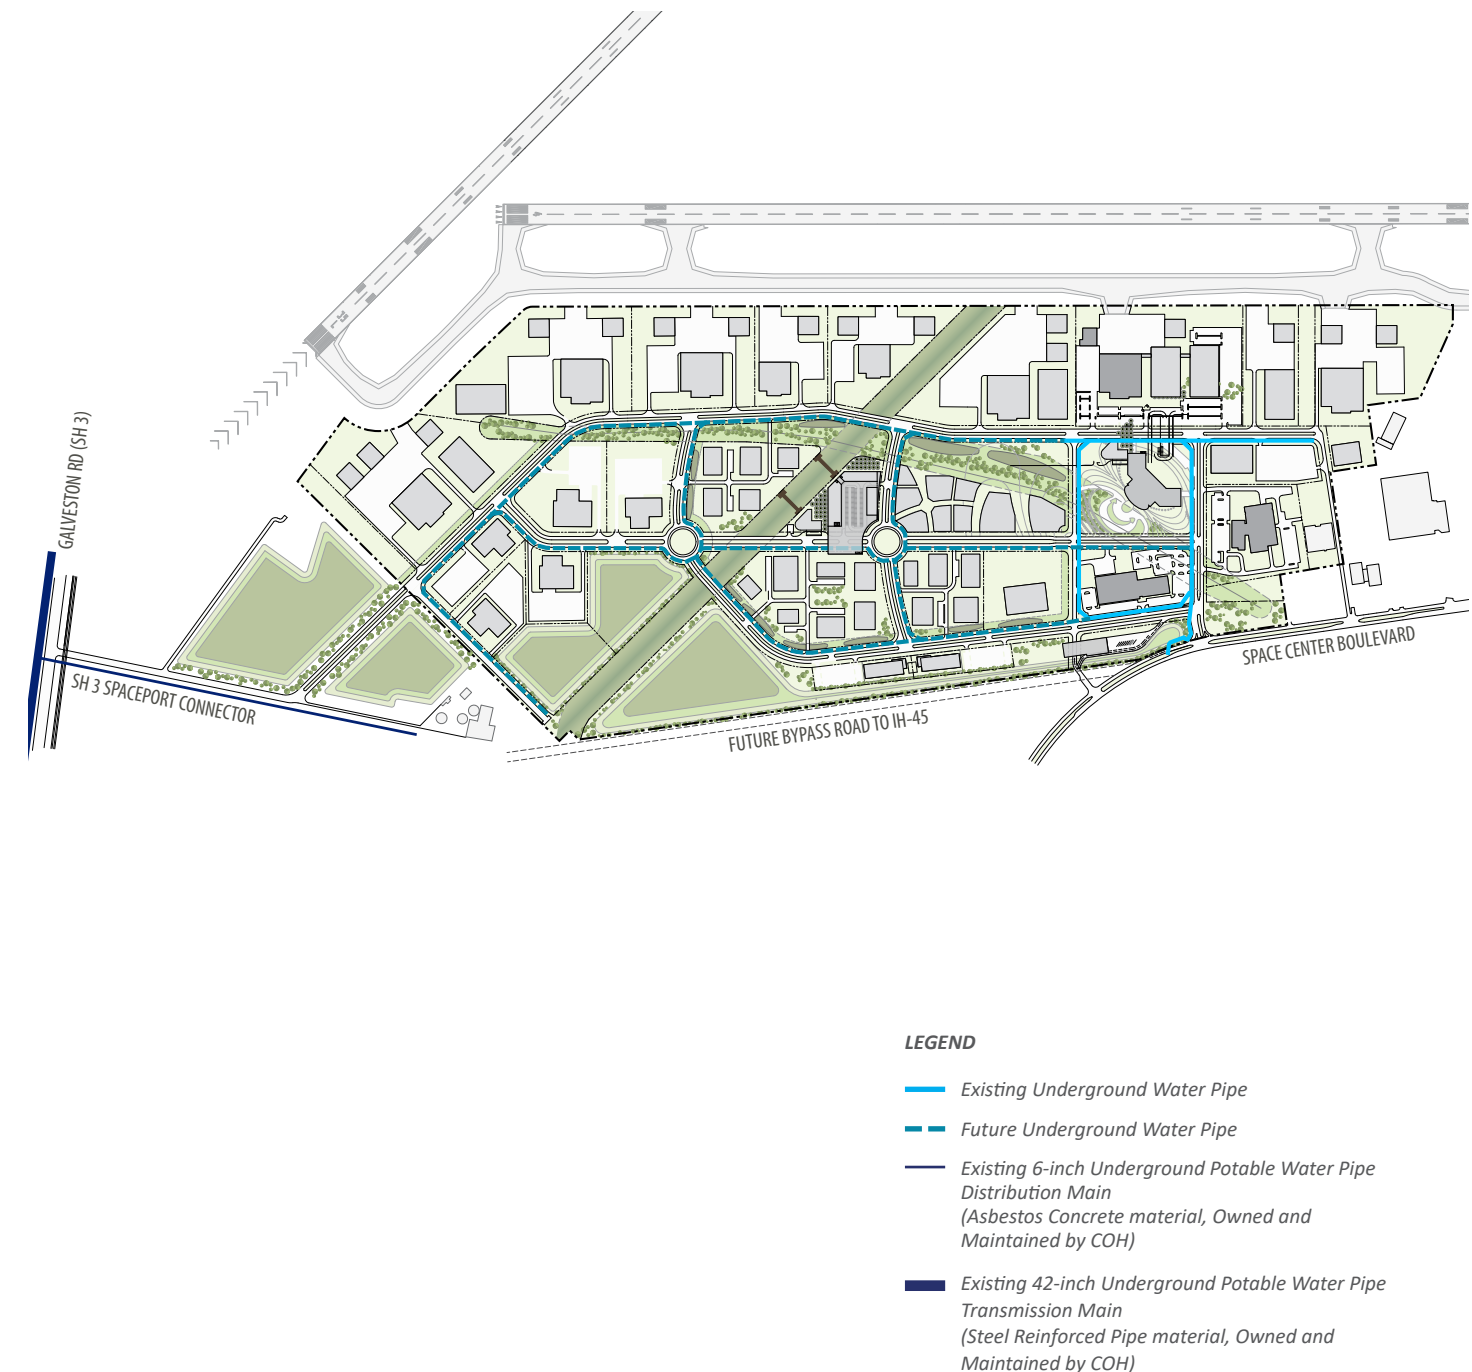 GALVESTON RD (SH 3)
SH 3 SPACEPORT CONNECTOR
FUTURE BYPASS ROAD TO IH-45
SPACE CENTER BOULEVARD
LEGEND
Existing Underground Water Pipe
Future Underground Water Pipe
Existing 6-inch Underground Potable Water Pipe
Distribution Main
(Asbestos Concrete material, Owned and
Maintained by COH)
Existing 42-inch Underground Potable Water Pipe
Transmission Main
(Steel Reinforced Pipe material, Owned and
Maintained by COH)